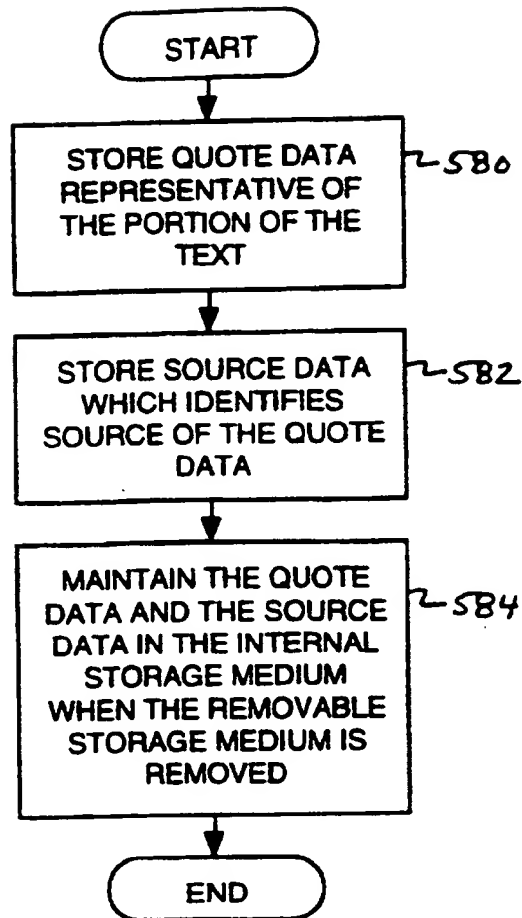 START
STORE QUOTE DATA
REPRESENTATIVE OF
THE PORTION OF THE
TEXT
580
STORE SOURCE DATA
WHICH IDENTIFIES
SOURCE OF THE QUOTE
DATA
582
MAINTAIN THE QUOTE
DATA AND THE SOURCE
DATA IN THE INTERNAL
STORAGE MEDIUM
WHEN THE REMOVABLE
STORAGE MEDIUM IS
REMOVED
584
END